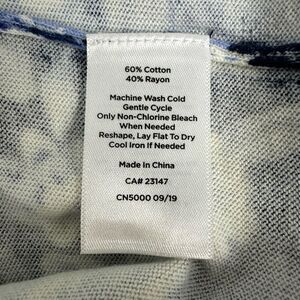 60% Cotton
40% Rayon
Machine Wash Cold
Gentle Cycle
Only Non-Chlorine Bleach
When Needed
Reshape, Lay Flat To Dry
Cool Iron If Needed
Made In China
CA# 23147
CN5000 09/19